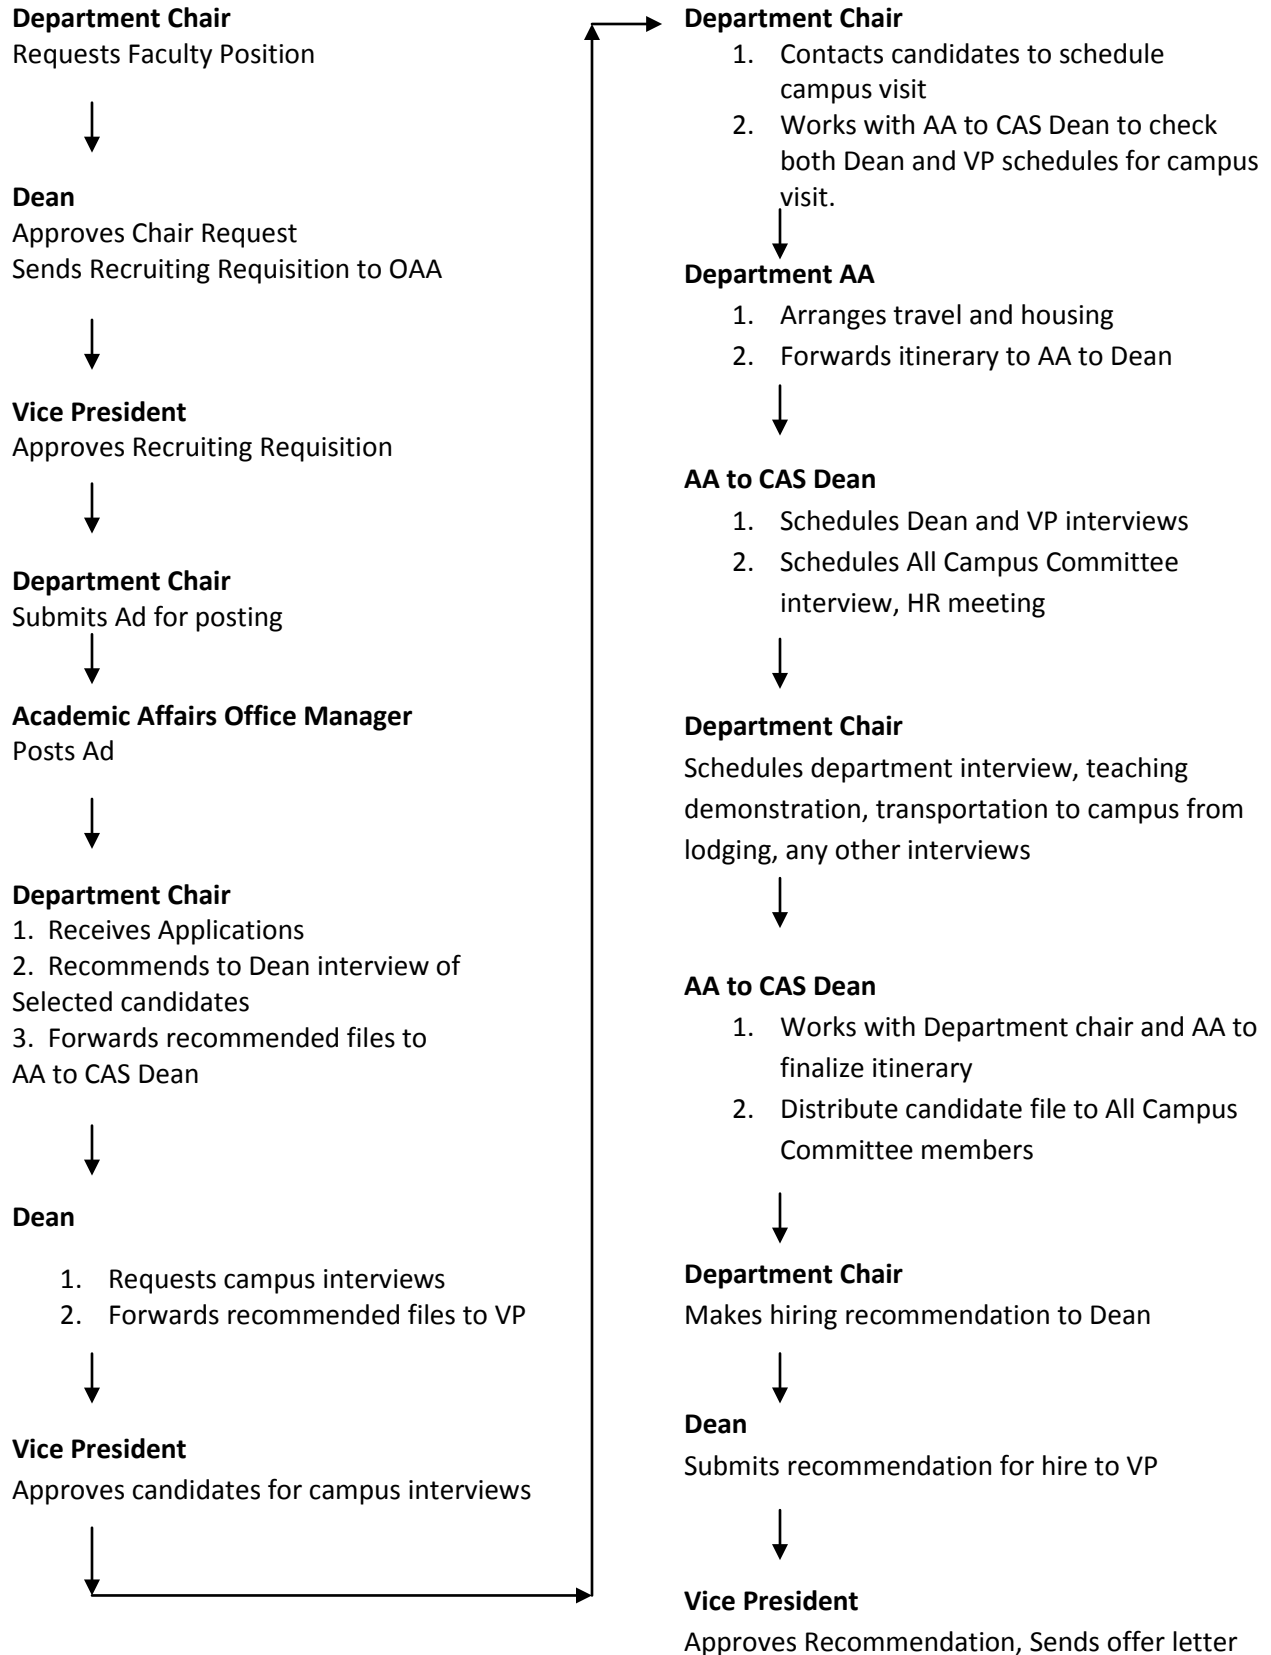 Department Chair
Requests Faculty Position
Dean
Approves Chair Request
Sends Recruiting Requisition to OAA
Vice President
Approves Recruiting Requisition
Department Chair
Submits Ad for posting
Academic Affairs Office Manager
Posts Ad
Department Chair
1. Receives Applications
2. Recommends to Dean interview of
Selected candidates
3. Forwards recommended files to
AA to CAS Dean
Dean
1. Requests campus interviews
2. Forwards recommended files to VP
Vice President
Approves candidates for campus interviews
Department Chair
1. Contacts candidates to schedule
campus visit
2. Works with AA to CAS Dean to check
both Dean and VP schedules for campus
visit.
Department AA
1. Arranges travel and housing
2. Forwards itinerary to AA to Dean
AA to CAS Dean
1. Schedules Dean and VP interviews
2. Schedules All Campus Committee
interview, HR meeting
Department Chair
Schedules department interview, teaching
demonstration, transportation to campus from
lodging, any other interviews
AA to CAS Dean
1. Works with Department chair and AA to
finalize itinerary
2. Distribute candidate file to All Campus
Committee members
Department Chair
Makes hiring recommendation to Dean
Dean
Submits recommendation for hire to VP
Vice President
Approves Recommendation, Sends offer letter